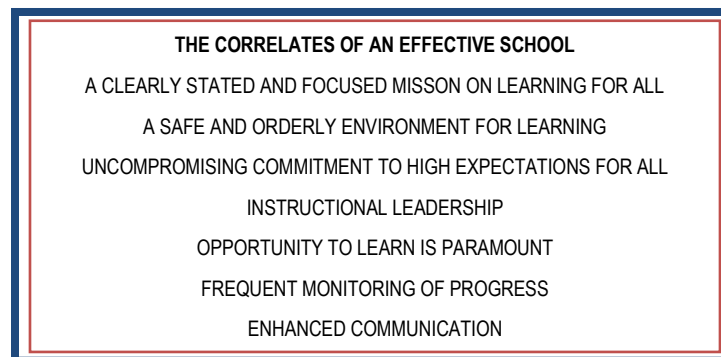 THE CORRELATES OF AN EFFECTIVE SCHOOL
A CLEARLY STATED AND FOCUSED MISSON ON LEARNING FOR ALL
A SAFE AND ORDERLY ENVIRONMENT FOR LEARNING
UNCOMPROMISING COMMITMENT TO HIGH EXPECTATIONS FOR ALL
INSTRUCTIONAL LEADERSHIP
OPPORTUNITY TO LEARN IS PARAMOUNT
FREQUENT MONITORING OF PROGRESS
ENHANCED COMMUNICATION